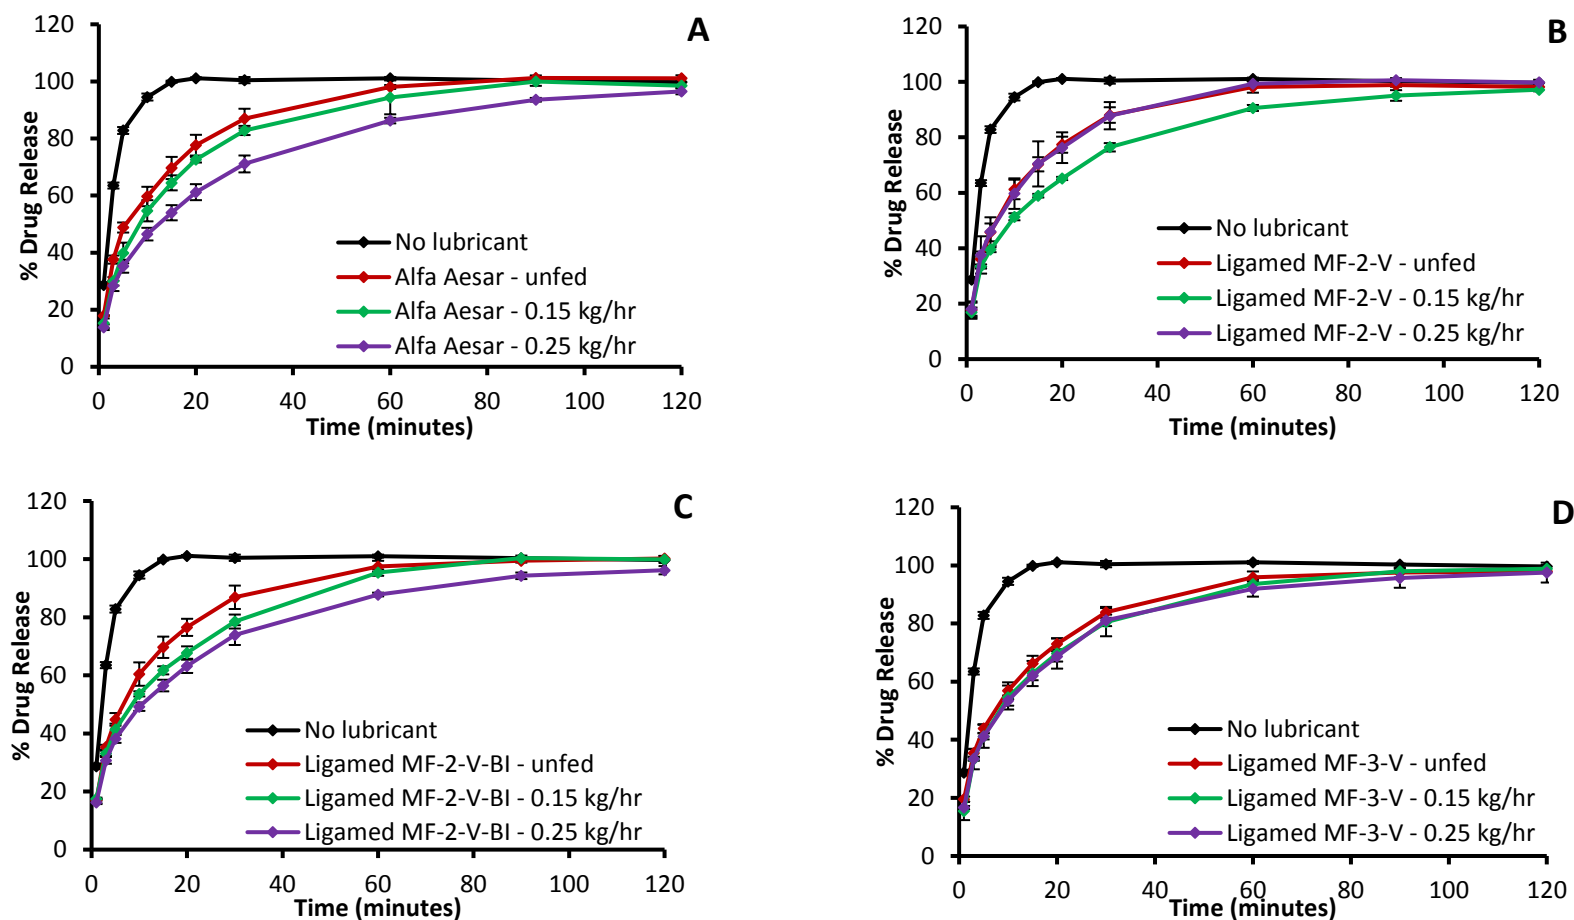 A
120
100
80
60
40
20
0
% Drug Release
No lubricant
Alfa Aesar - unfed
Alfa Aesar - 0.15 kg/hr
Alfa Aesar - 0.25 kg/hr
0 20 40 60 80 100 120
Time (minutes)
B
120
100
80
60
40
20
0
% Drug Release
No lubricant
Ligamed MF-2-V - unfed
Ligamed MF-2-V - 0.15 kg/hr
Ligamed MF-2-V - 0.25 kg/hr
0 20 40 60 80 100 120
Time (minutes)
C
120
100
80
60
40
20
0
% Drug Release
No lubricant
Ligamed MF-2-V-BI - unfed
Ligamed MF-2-V-BI - 0.15 kg/hr
Ligamed MF-2-V-BI - 0.25 kg/hr
0 20 40 60 80 100 120
Time (minutes)
D
120
100
80
60
40
20
0
% Drug Release
No lubricant
Ligamed MF-3-V - unfed
Ligamed MF-3-V - 0.15 kg/hr
Ligamed MF-3-V - 0.25 kg/hr
0 20 40 60 80 100 120
Time (minutes)